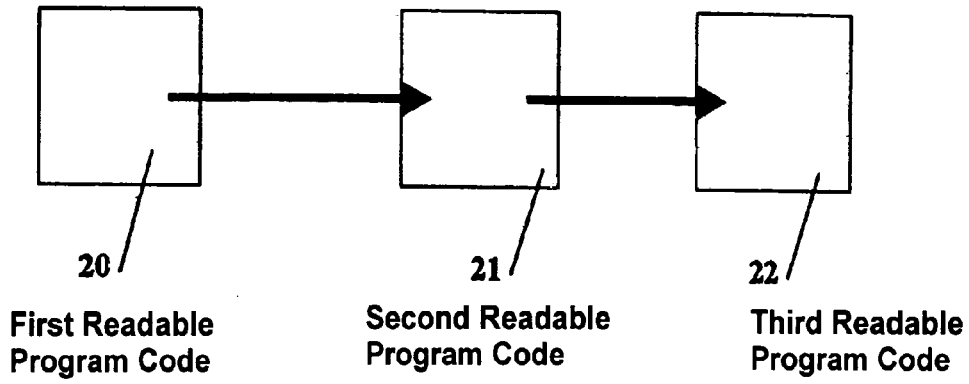 20
21
22
First Readable
Program Code
Second Readable
Program Code
Third Readable
Program Code